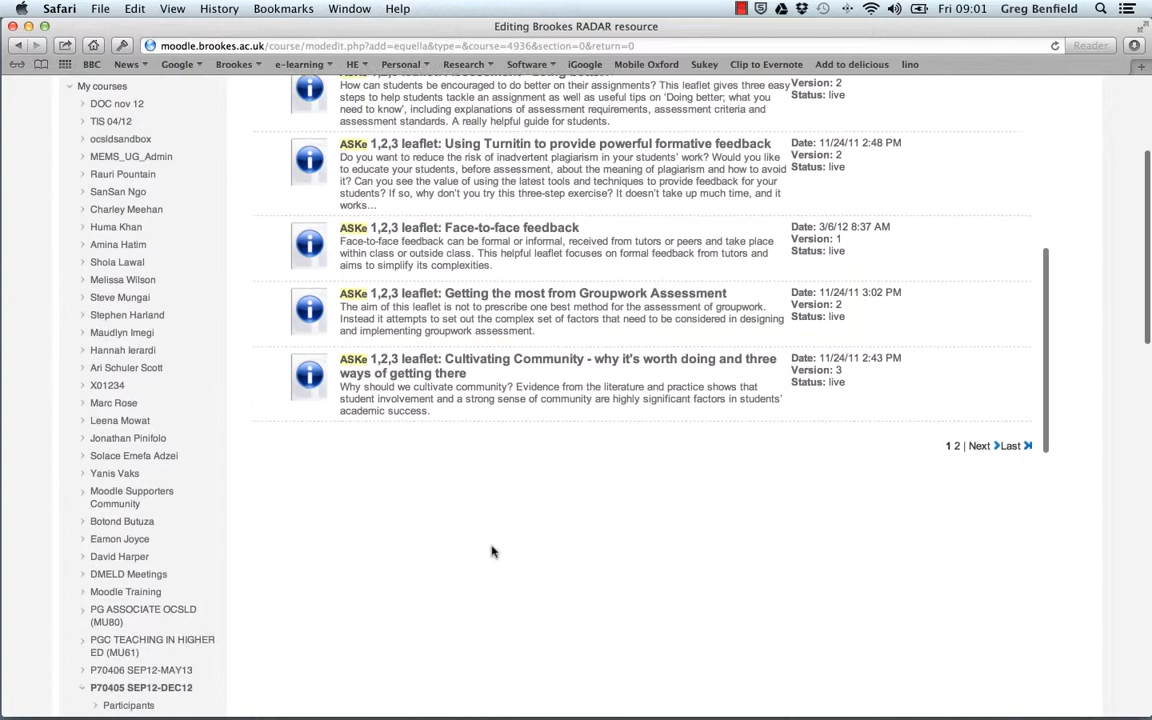 Safari File Edit View History Bookmarks Window Help Fri 09:01 Greg Benfield
Editing Brookes RADAR resource
moodle.brookes.ac.uk/course/modedit.php?add=equella&type=&course=4936&section=0&return=0 Reader
BBC News Google Brookes e-learning HE Personal Research Software iGoogle Mobile Oxford Sukey Clip to Evernote Add to delicious lino
My courses
DOC nov 12
TIS 04/12
ocsldsandbox
MEMS_UG_Admin
Rauri Pountain
SanSan Ngo
Charley Meehan
Huma Khan
Amina Hatim
Shola Lawal
Melissa Wilson
Steve Mungai
Stephen Harland
Maudlyn Imegi
Hannah Ierardi
Ari Schuler Scott
X01234
Marc Rose
Leena Mowat
Jonathan Pinifolo
Solace Emefa Adzei
Yanis Vaks
Moodle Supporters
Community
Botond Butuza
Eamon Joyce
David Harper
DMELD Meetings
Moodle Training
PG ASSOCIATE OCSLD
(MU80)
PGC TEACHING IN HIGHER
ED (MU61)
P70406 SEP12-MAY13
P70405 SEP12-DEC12
Participants
How can students be encouraged to do better on their assignments? This leaflet gives three easy
steps to help students tackle an assignment as well as useful tips on 'Doing better; what you
need to know', including explanations of assessment requirements, assessment criteria and
assessment standards. A really helpful guide for students.
Version: 2
Status: live
ASKe 1,2,3 leaflet: Using Turnitin to provide powerful formative feedback
Do you want to reduce the risk of inadvertent plagiarism in your students' work? Would you like
to educate your students, before assessment, about the meaning of plagiarism and how to avoid
it? Can you see the value of using the latest tools and techniques to provide feedback for your
students? If so, why don't you try this three-step exercise? It doesn't take up much time, and it
works...
Date: 11/24/11 2:48 PM
Version: 2
Status: live
ASKe 1,2,3 leaflet: Face-to-face feedback
Face-to-face feedback can be formal or informal, received from tutors or peers and take place
within class or outside class. This helpful leaflet focuses on formal feedback from tutors and
aims to simplify its complexities.
Date: 3/6/12 8:37 AM
Version: 1
Status: live
ASKe 1,2,3 leaflet: Getting the most from Groupwork Assessment
The aim of this leaflet is not to prescribe one best method for the assessment of groupwork.
Instead it attempts to set out the complex set of factors that need to be considered in designing
and implementing groupwork assessment.
Date: 11/24/11 3:02 PM
Version: 2
Status: live
ASKe 1,2,3 leaflet: Cultivating Community - why it's worth doing and three
ways of getting there
Why should we cultivate community? Evidence from the literature and practice shows that
student involvement and a strong sense of community are highly significant factors in students'
academic success.
Date: 11/24/11 2:43 PM
Version: 3
Status: live
1 2 | Next Last